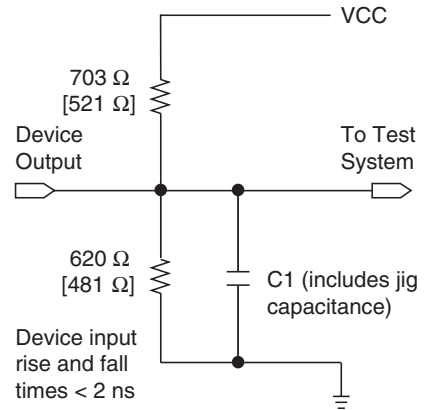 VCC
703 Ω
[521 Ω]
Device
Output
To Test
System
620 Ω
[481 Ω]
C1 (includes jig
capacitance)
Device input
rise and fall
times < 2 ns